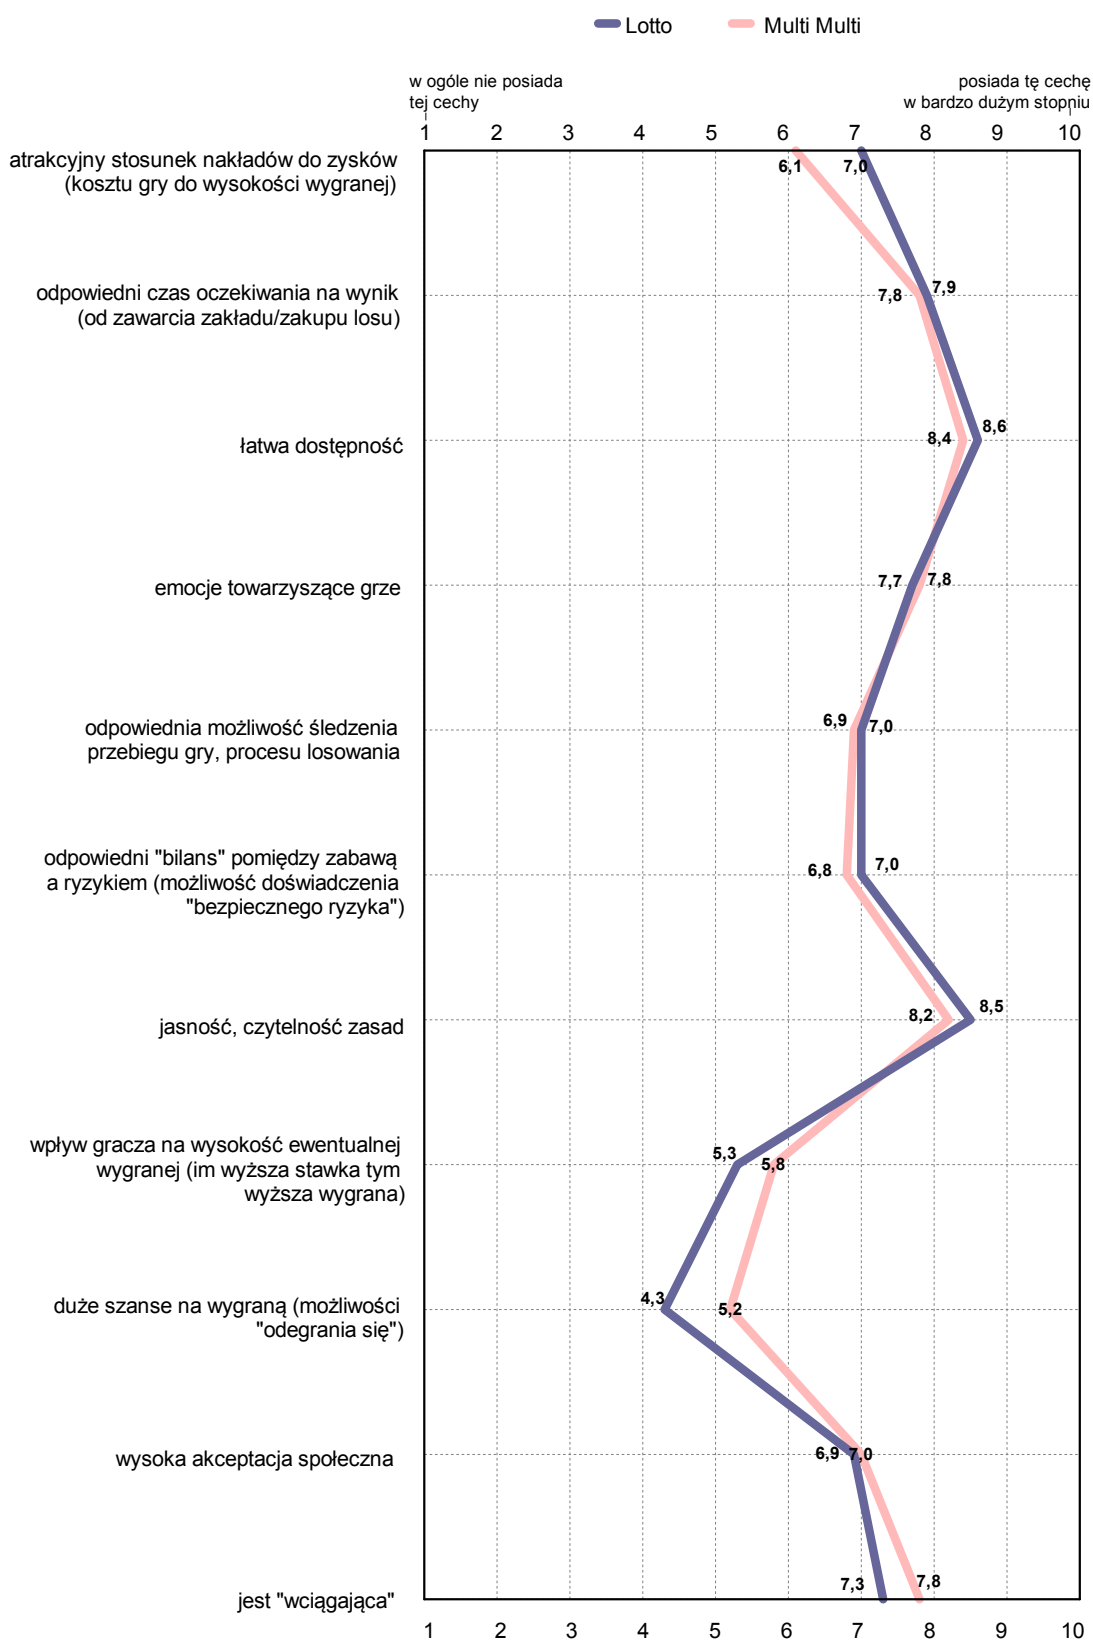 Lotto
Multi Multi
w ogóle nie posiada
tej cechy
posiada tę cechę
w bardzo dużym stopniu
1 2 3 4 5 6 7 8 9 10
atrakcyjny stosunek nakładów do zysków
(kosztu gry do wysokości wygranej)
6,1 7,0
odpowiedni czas oczekiwania na wynik
(od zawarcia zakładu/zakupu losu)
7,8 7,9
łatwa dostępność
8,4 8,6
emocje towarzyszące grze
7,7 7,8
odpowiednia możliwość śledzenia
przebiegu gry, procesu losowania
6,9 7,0
odpowiedni "bilans" pomiędzy zabawą
a ryzykiem (możliwość doświadczenia
"bezpiecznego ryzyka")
6,8 7,0
jasność, czytelność zasad
8,2 8,5
wpływ gracza na wysokość ewentualnej
wygranej (im wyższa stawka tym
wyższa wygrana)
5,3 5,8
duże szanse na wygraną (możliwości
"odegrania się")
4,3 5,2
wysoka akceptacja społeczna
6,9 7,0
jest "wciągająca"
7,3 7,8
1 2 3 4 5 6 7 8 9 10